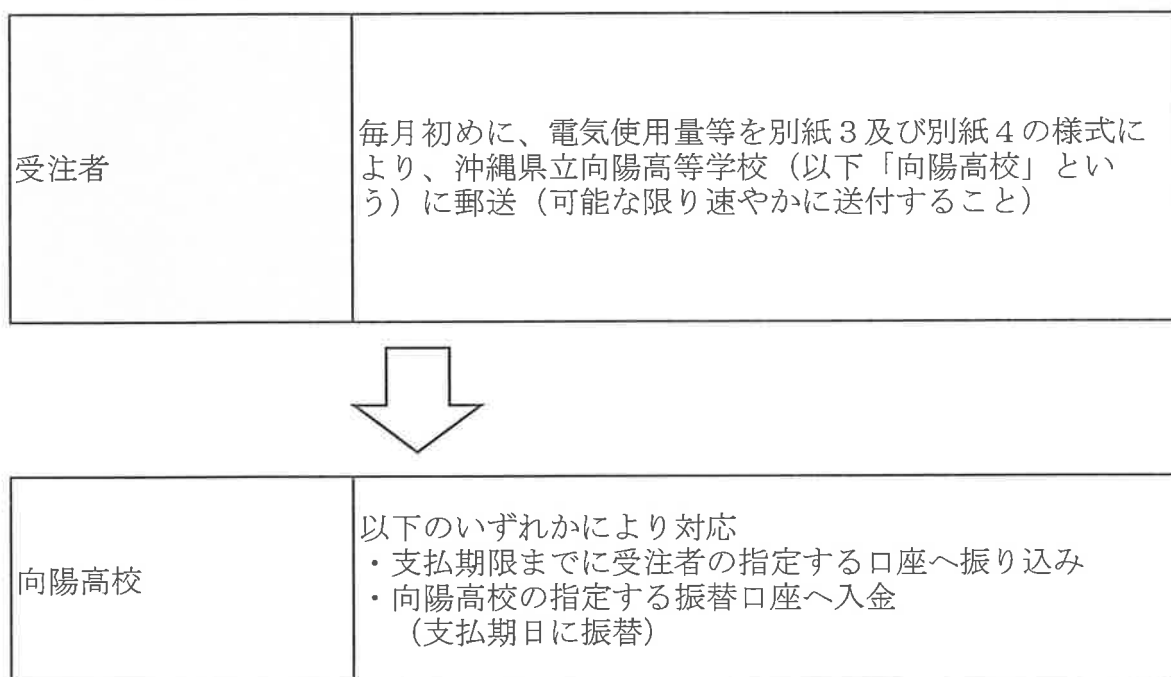 受注者
毎月初めに、電気使用量等を別紙３及び別紙４の様式に
より、沖縄県立向陽高等学校（以下「向陽高校」とい
う）に郵送（可能な限り速やかに送付すること）
向陽高校
以下のいずれかにより対応
・支払期限までに受注者の指定する口座へ振り込み
・向陽高校の指定する振替口座へ入金
（支払期日に振替）